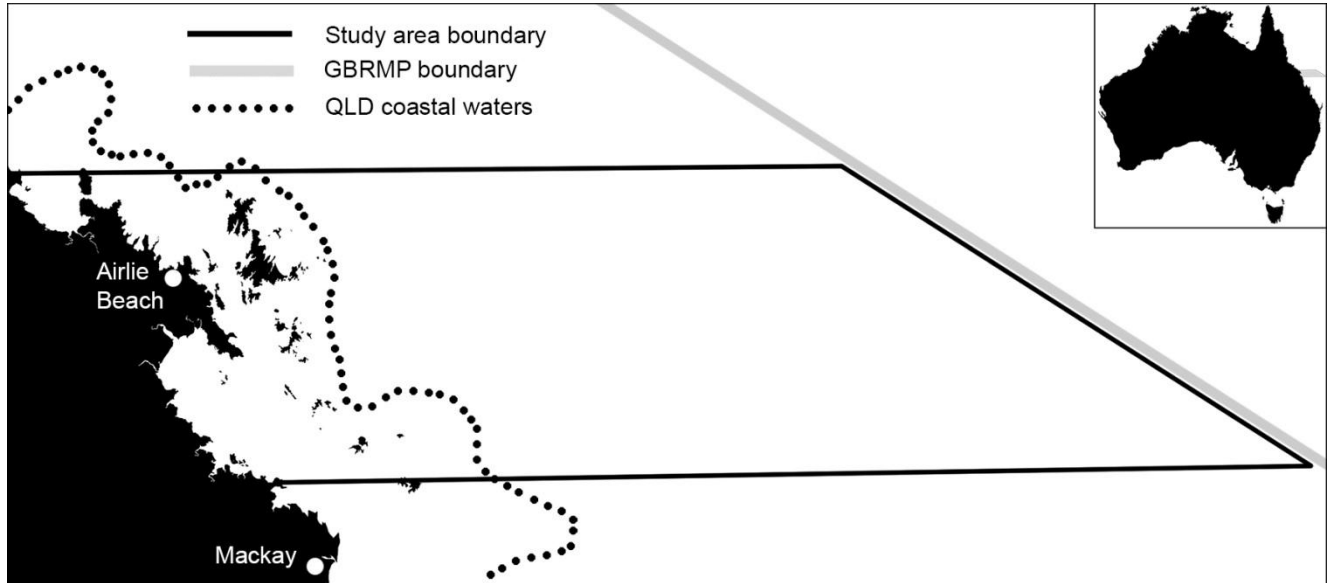 Study area boundary
GBRMP boundary
QLD coastal waters
Airlie
Beach
Mackay